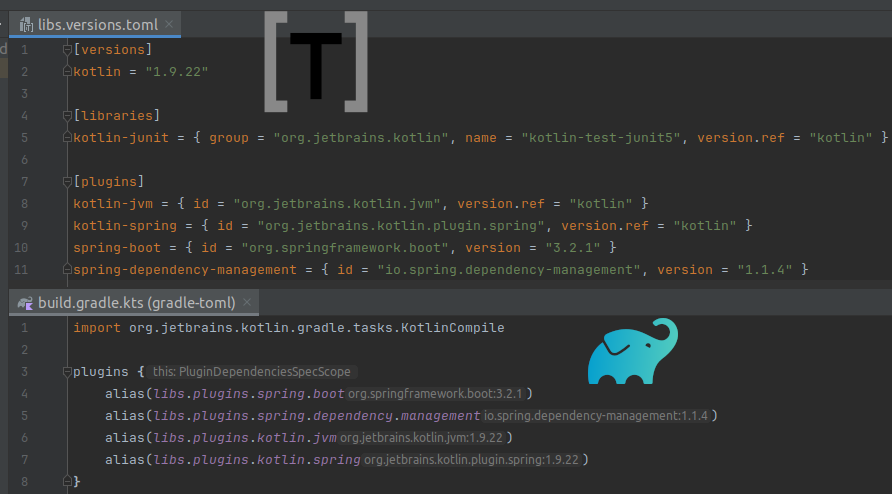 libs.versions.toml
[T]
1 [versions]
2 kotlin = "1.9.22"
3
4 [libraries]
5 kotlin-junit = { group = "org.jetbrains.kotlin", name = "kotlin-test-junit5", version.ref = "kotlin" }
6
7 [plugins]
8 kotlin-jvm = { id = "org.jetbrains.kotlin.jvm", version.ref = "kotlin" }
9 kotlin-spring = { id = "org.jetbrains.kotlin.plugin.spring", version.ref = "kotlin" }
10 spring-boot = { id = "org.springframework.boot", version = "3.2.1" }
11 spring-dependency-management = { id = "io.spring.dependency-management", version = "1.1.4" }
build.gradle.kts (gradle-toml)
1 import org.jetbrains.kotlin.gradle.tasks.KotlinCompile
2
3 plugins { this: PluginDependenciesSpecScope
4 alias(libs.plugins.spring.boot org.springframework.boot:3.2.1)
5 alias(libs.plugins.spring.dependency.management io.spring.dependency-management:1.1.4)
6 alias(libs.plugins.kotlin.jvm org.jetbrains.kotlin.jvm:1.9.22)
7 alias(libs.plugins.kotlin.spring org.jetbrains.kotlin.plugin.spring:1.9.22)
8 }